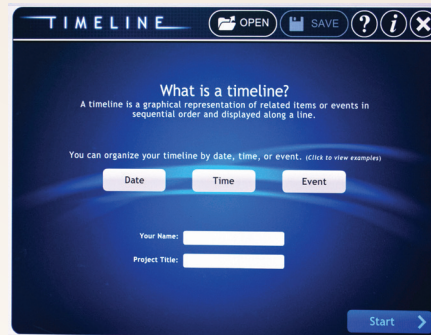 TIMELINE
OPEN
SAVE
?
i
X
What is a timeline?
A timeline is a graphical representation of related items or events in
sequential order and displayed along a line.
You can organize your timeline by date, time, or event. (Click to view examples)
Date
Time
Event
Your Name:
Project Title:
Start